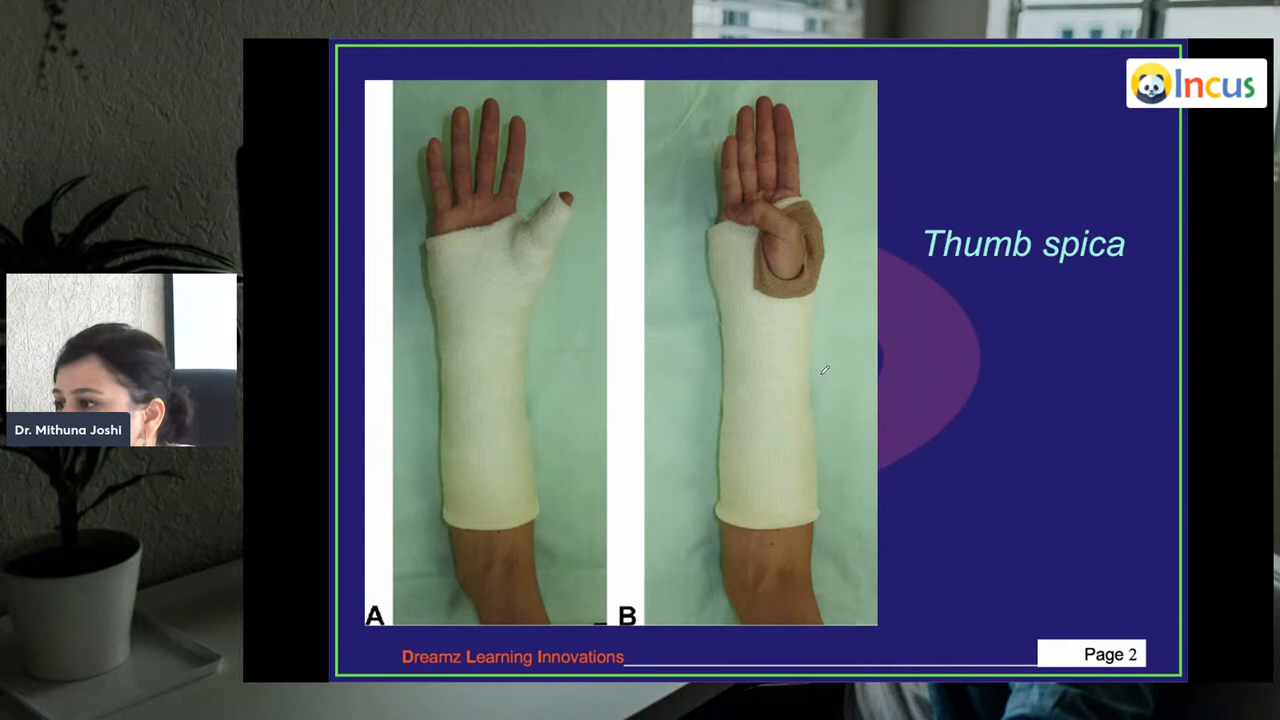 Incus
Thumb spica
Dr. Mithuna Joshi
A
B
Dreamz Learning Innovations
Page 2